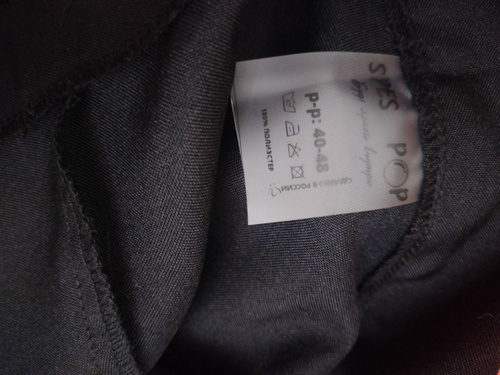 SPES POP
р-р: 40-48
100% ПОЛИЭСТЕР
СДЕЛАНО В РОССИИ